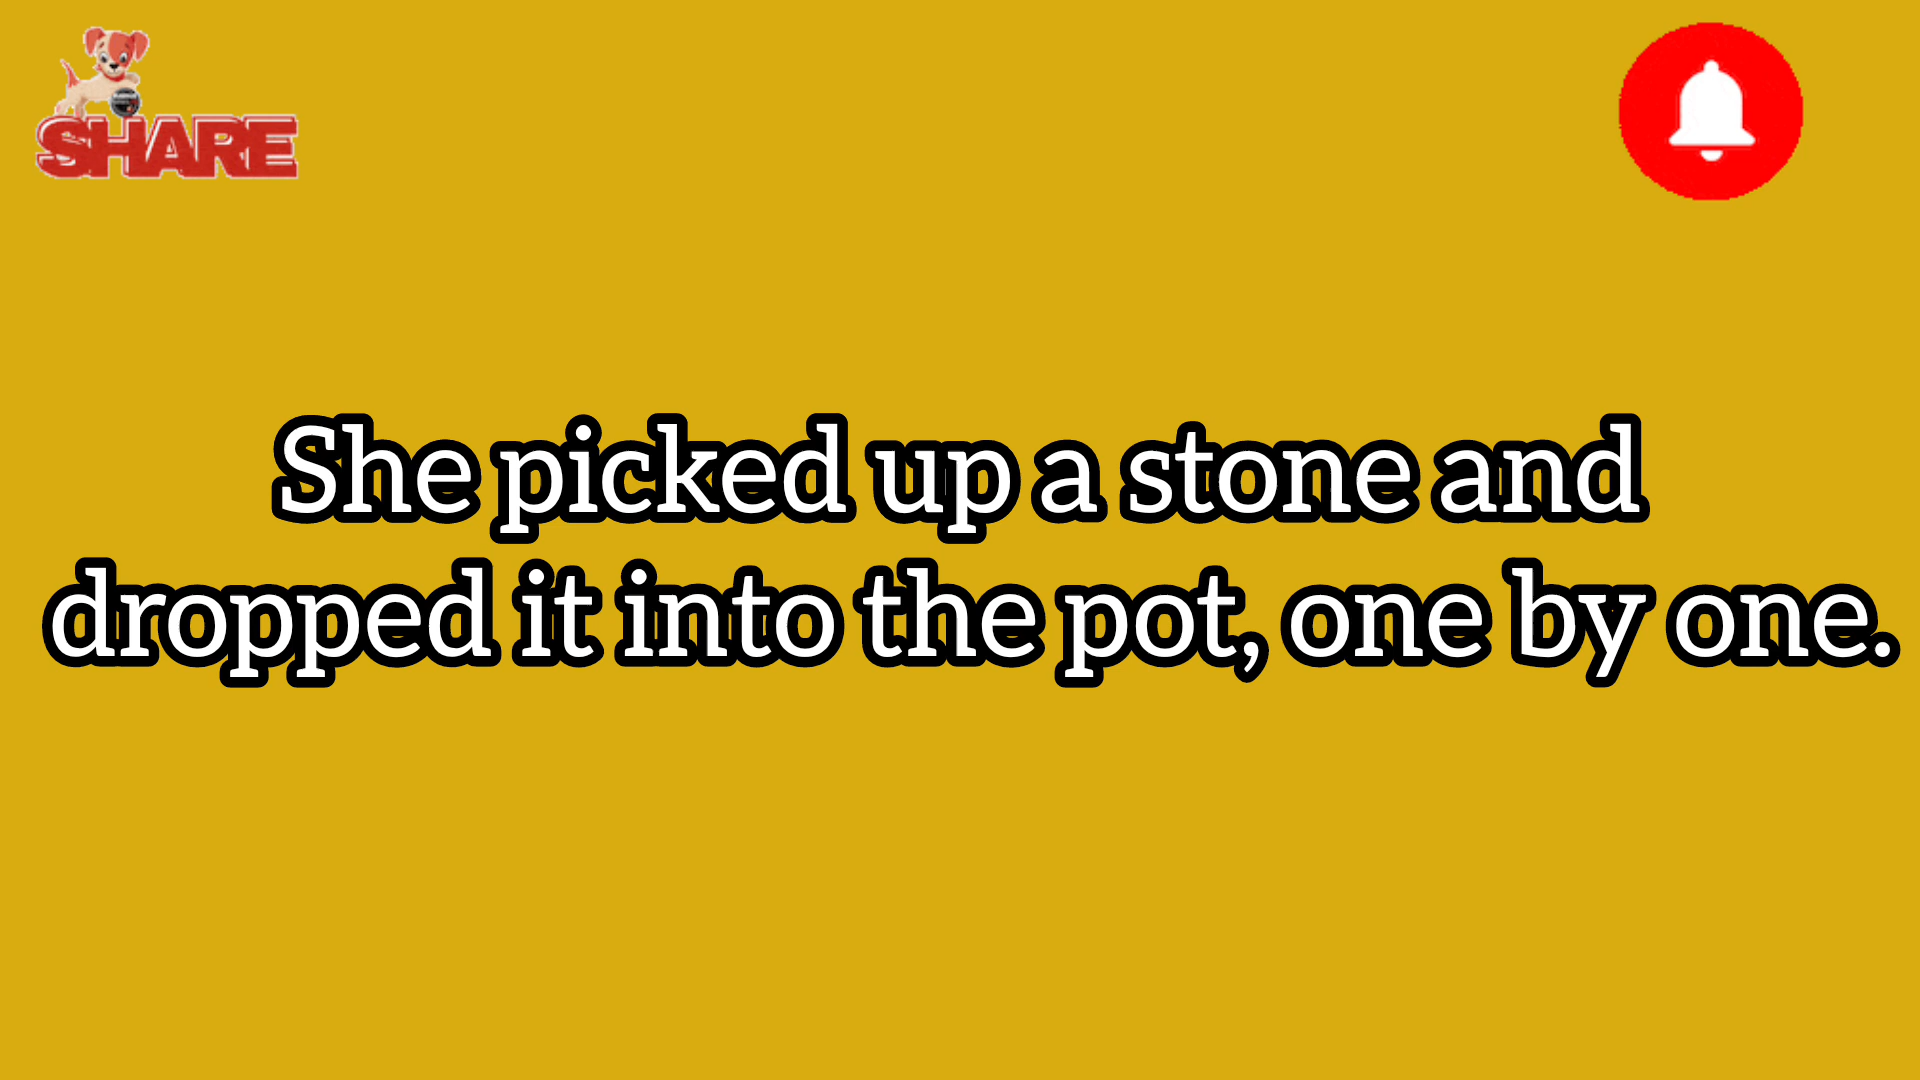 SHARE
She picked up a stone and
dropped it into the pot, one by one.